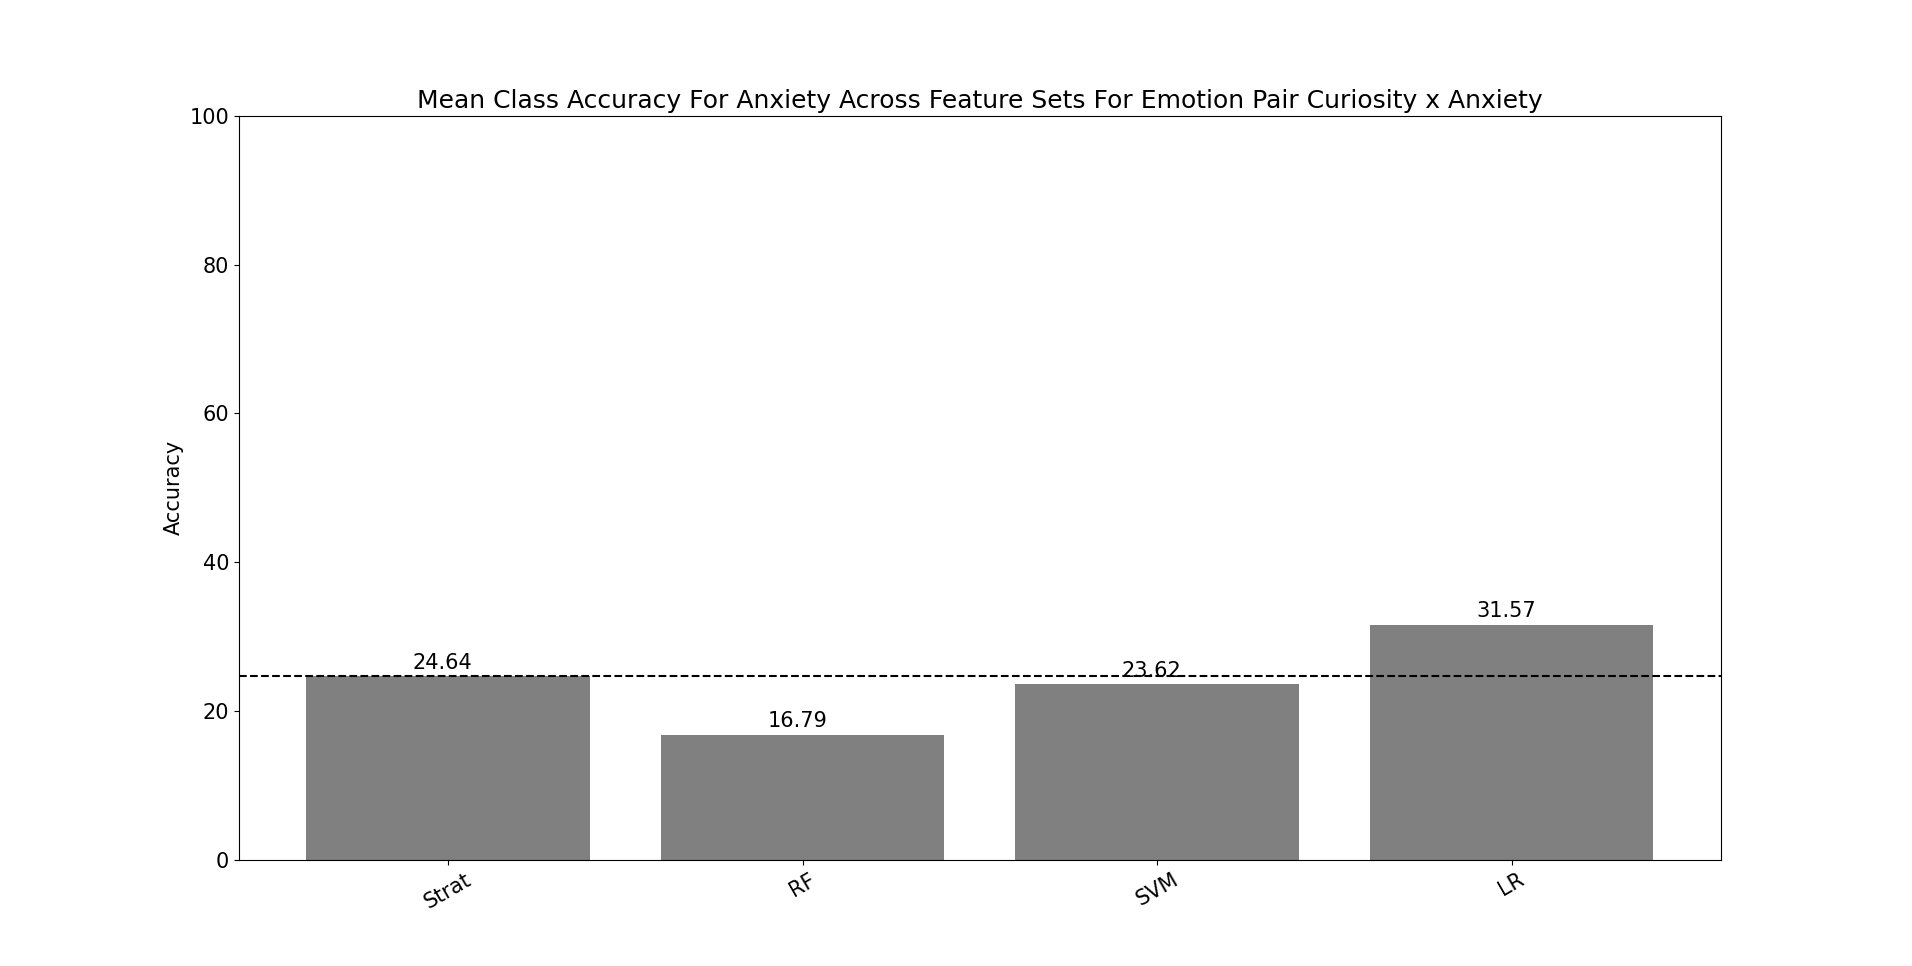 Mean Class Accuracy For Anxiety Across Feature Sets For Emotion Pair Curiosity x Anxiety
100
80
60
40
20
0
Accuracy
24.64
16.79
23.62
31.57
Strat
RF
SVM
LR